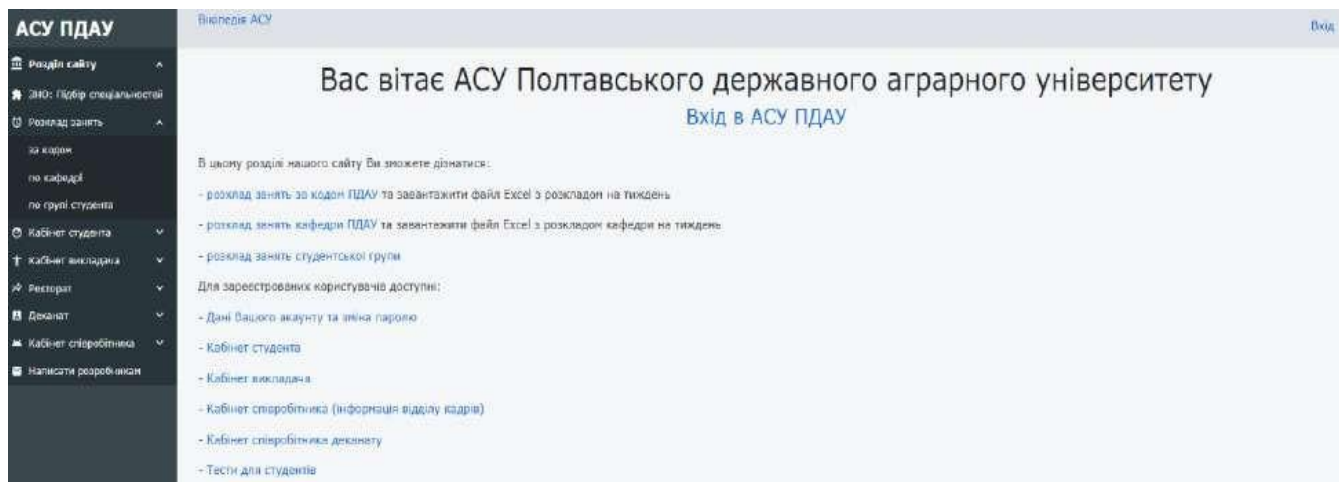 АСУ ПДАУ
Вікіпедія АСУ
Вхід
Розділ сайту
ЗНО: Підбір спеціальностей
Розклад занять
за кодом
по кафедрі
по групі студента
Кабінет студента
Кабінет викладача
Ректорат
Деканат
Кабінет співробітника
Написати розробникам
Вас вітає АСУ Полтавського державного аграрного університету
Вхід в АСУ ПДАУ
В цьому розділі нашого сайту Ви зможете дізнатися:
- розклад занять за кодом ПДАУ та завантажити файл Excel з розкладом на тиждень
- розклад занять кафедри ПДАУ та завантажити файл Excel з розкладом кафедри на тиждень
- розклад занять студентської групи
Для зареєстрованих користувачів доступні:
- Дані Вашого акаунту та зміна паролю
- Кабінет студента
- Кабінет викладача
- Кабінет співробітника (інформація відділу кадрів)
- Кабінет співробітника деканату
- Тести для студентів